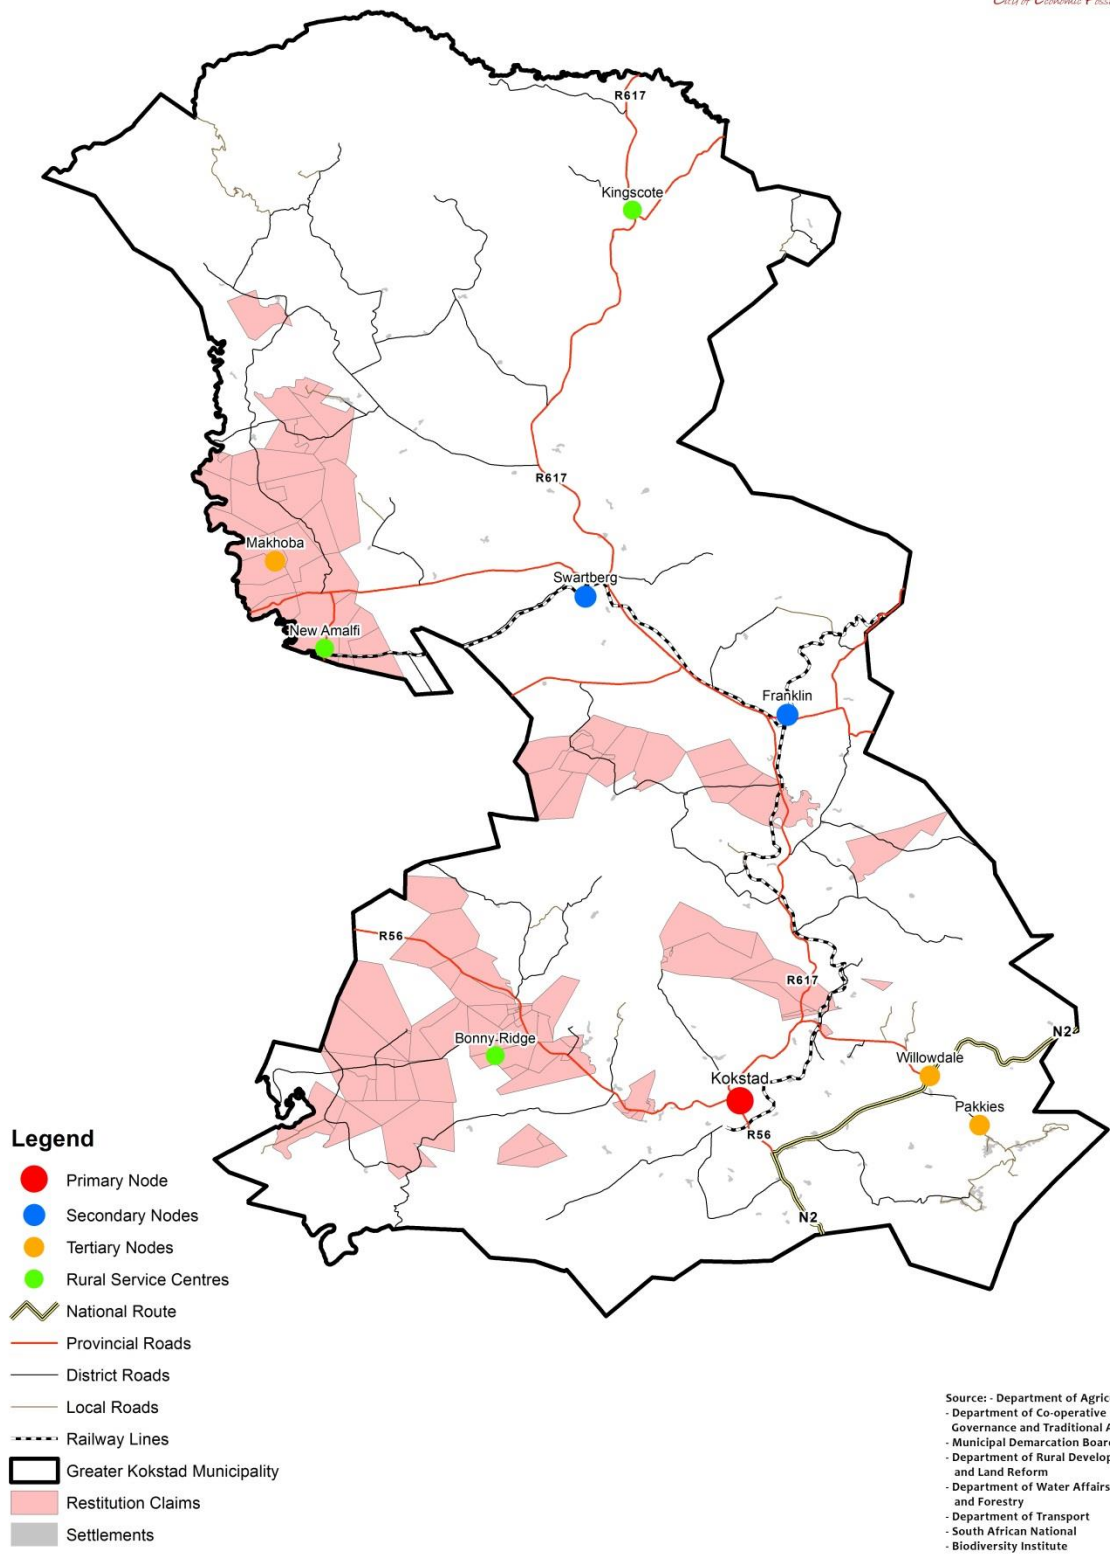 R617
Kingscote
R617
Makhoba
Swartberg
New Amalfi
Franklin
R56
R617
Bonny-Ridge
N2
Willowdale
Kokstad
Pakkies
R56
N2
Legend
Primary Node
Secondary Nodes
Tertiary Nodes
Rural Service Centres
National Route
Provincial Roads
District Roads
Local Roads
Railway Lines
Greater Kokstad Municipality
Restitution Claims
Settlements
Source: - Department of Agric
- Department of Co-operative
Governance and Traditional A
- Municipal Demarcation Board
- Department of Rural Develop
and Land Reform
- Department of Water Affairs
and Forestry
- Department of Transport
- South African National
- Biodiversity Institute